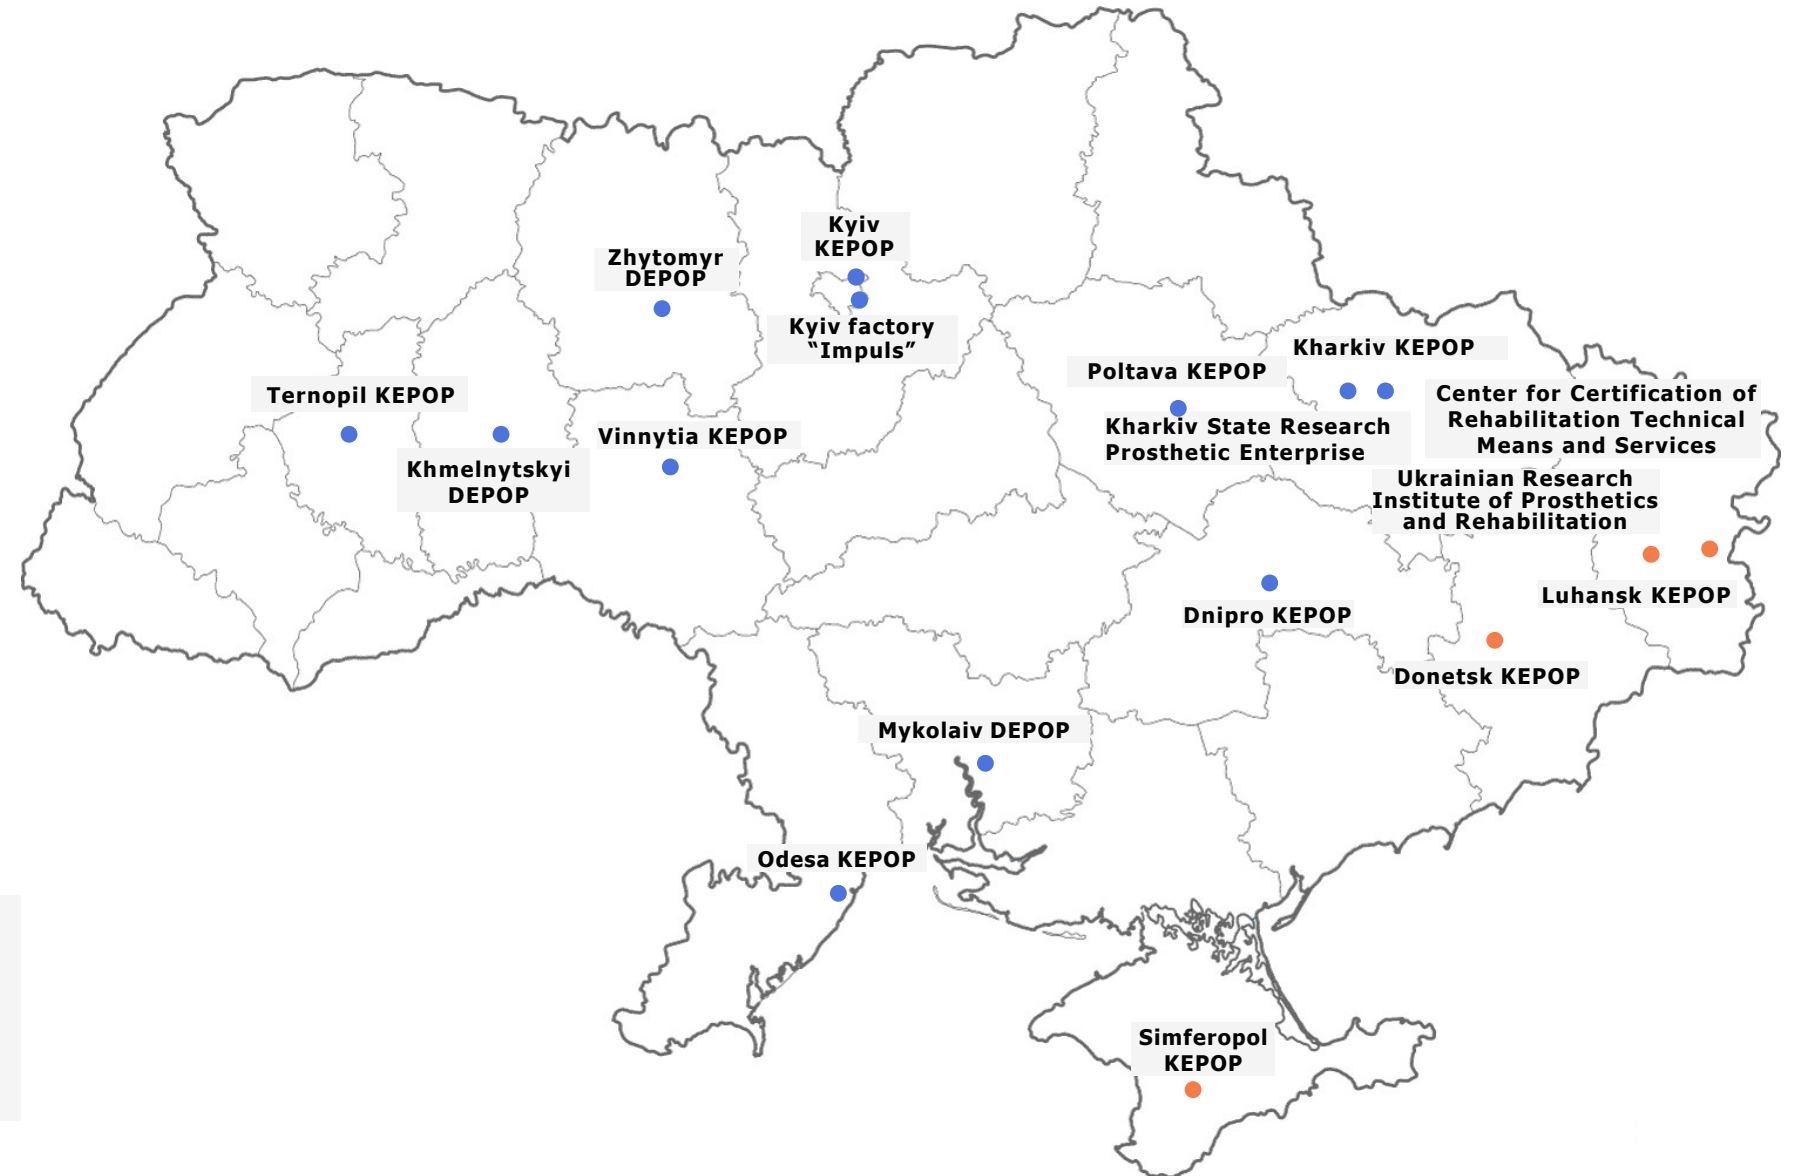 Kyiv
KEPOP
Zhytomyr
DEPOP
Kyiv factory
“Impuls”
Kharkiv KEPOP
Poltava KEPOP
Ternopil KEPOP
Center for Certification of
Rehabilitation Technical
Means and Services
Kharkiv State Research
Prosthetic Enterprise
Vinnytia KEPOP
Khmelnytskyi
DEPOP
Ukrainian Research
Institute of Prosthetics
and Rehabilitation
Luhansk KEPOP
Dnipro KEPOP
Donetsk KEPOP
Mykolaiv DEPOP
Odesa KEPOP
Simferopol
KEPOP